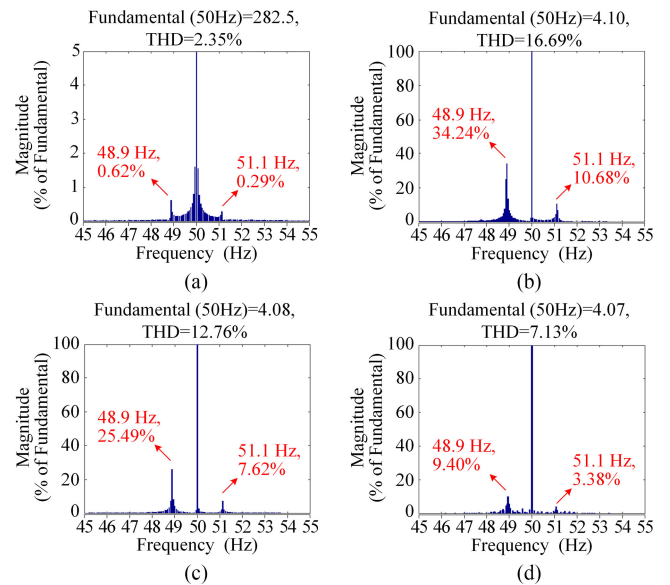 Fundamental (50Hz)=282.5,
THD=2.35%
5
4
3
2
1
0
Magnitude
(% of Fundamental)
48.9 Hz,
0.62%
51.1 Hz,
0.29%
45 46 47 48 49 50 51 52 53 54 55
Frequency (Hz)
(a)
Fundamental (50Hz)=4.10,
THD=16.69%
100
80
60
40
20
0
Magnitude
(% of Fundamental)
48.9 Hz,
34.24%
51.1 Hz,
10.68%
45 46 47 48 49 50 51 52 53 54 55
Frequency (Hz)
(b)
Fundamental (50Hz)=4.08,
THD=12.76%
100
80
60
40
20
0
Magnitude
(% of Fundamental)
48.9 Hz,
25.49%
51.1 Hz,
7.62%
45 46 47 48 49 50 51 52 53 54 55
Frequency (Hz)
(c)
Fundamental (50Hz)=4.07,
THD=7.13%
100
80
60
40
20
0
Magnitude
(% of Fundamental)
48.9 Hz,
9.40%
51.1 Hz,
3.38%
45 46 47 48 49 50 51 52 53 54 55
Frequency (Hz)
(d)